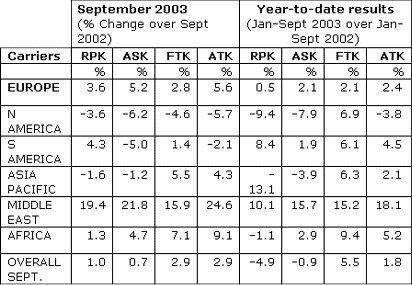 September 2003 Year-to-date results
(% Change over Sept (Jan-Sept 2003 over Jan-
2002) Sept 2002)
Carriers RPK ASK FTK ATK RPK ASK FTK ATK
% % % % % % % %
EUROPE 3.6 5.2 2.8 5.6 0.5 2.1 2.1 2.4
N -3.6 -6.2 -4.6 -5.7 -9.4 -7.9 6.9 -3.8
AMERICA
S 4.3 -5.0 1.4 -2.1 8.4 1.9 6.1 4.5
AMERICA
ASIA -1.6 -1.2 5.5 4.3 - -3.9 6.3 2.1
PACIFIC 13.1
MIDDLE 19.4 21.8 15.9 24.6 10.1 15.7 15.2 18.1
EAST
AFRICA 1.3 4.7 7.1 9.1 -1.1 2.9 9.4 5.2
OVERALL 1.0 0.7 2.9 2.9 -4.9 -0.9 5.5 1.8
SEPT.